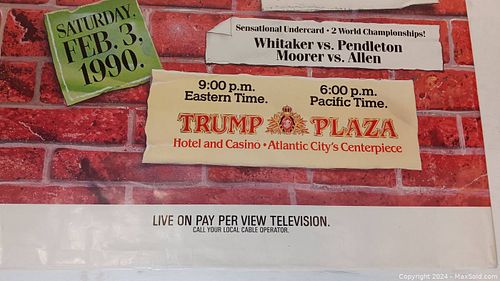 SATURDAY,
FEB. 3,
1990.
Sensational Undercard • 2 World Championships!
Whitaker vs. Pendleton
Moorer vs. Allen
9:00 p.m.
Eastern Time.
6:00 p.m.
Pacific Time.
TRUMP PLAZA
Hotel and Casino • Atlantic City's Centerpiece
LIVE ON PAY PER VIEW TELEVISION.
CALL YOUR LOCAL CABLE OPERATOR.
Copyright © 2024 - MaxSold.com